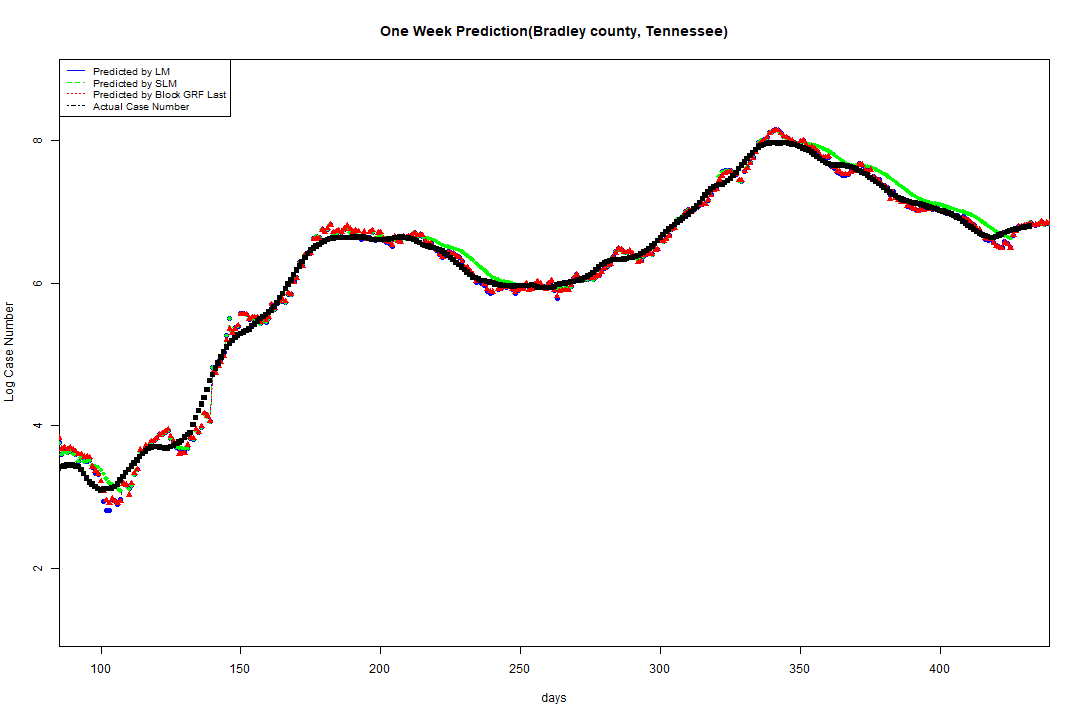 One Week Prediction(Bradley county, Tennessee)
Predicted by LM
Predicted by SLM
Predicted by Block GRF Last
Actual Case Number
8
6
4
2
Log Case Number
100 150 200 250 300 350 400
days